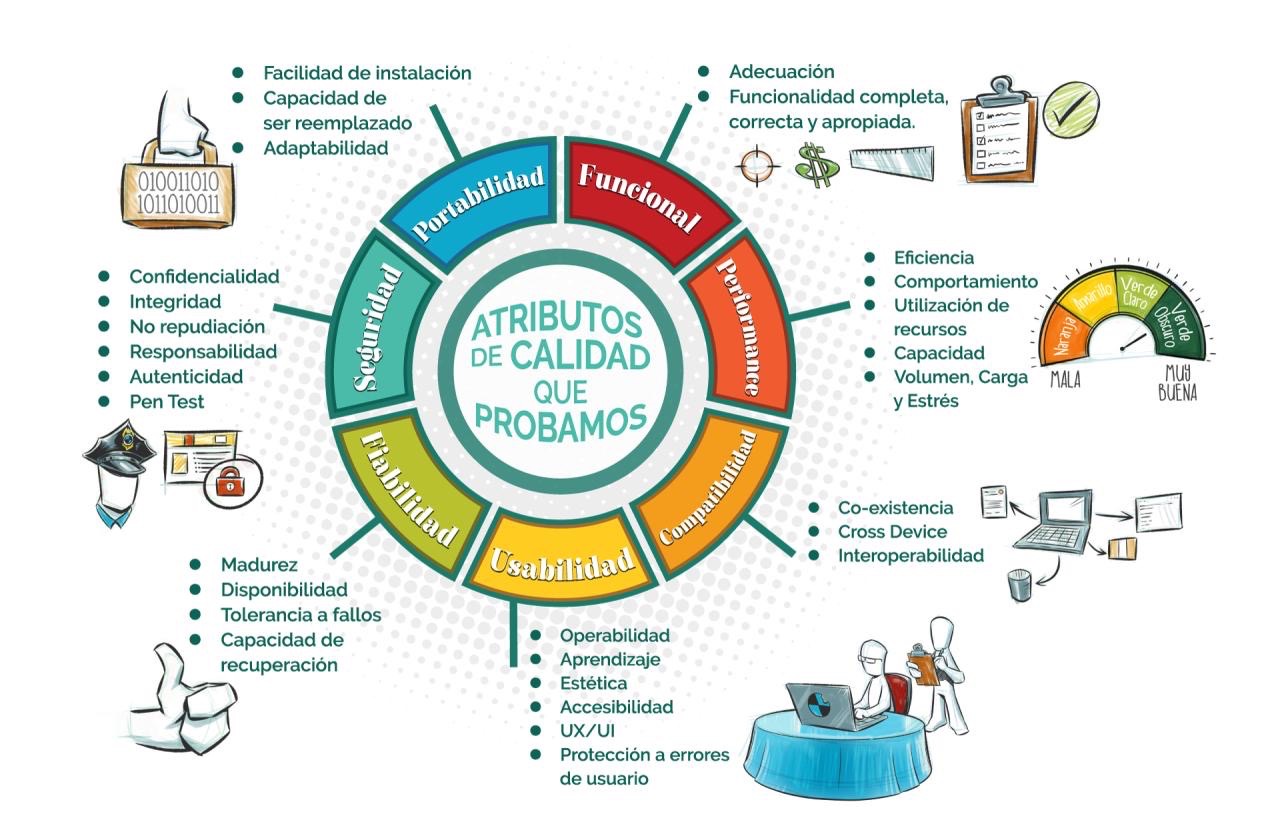 ATRIBUTOS
DE CALIDAD
QUE
PROBAMOS
Funcional
Adecuación
Funcionalidad completa,
correcta y apropiada.
$
Performance
Eficiencia
Comportamiento
Utilización de
recursos
Capacidad
Volumen, Carga
y Estrés
Naranja
Amarillo
Verde
Claro
Verde
Obscuro
MALA
MUY
BUENA
Compatibilidad
Co-existencia
Cross Device
Interoperabilidad
Usabilidad
Operabilidad
Aprendizaje
Estética
Accesibilidad
UX/UI
Protección a errores
de usuario
Fiabilidad
Madurez
Disponibilidad
Tolerancia a fallos
Capacidad de
recuperación
Seguridad
Confidencialidad
Integridad
No repudiación
Responsabilidad
Autenticidad
Pen Test
Portabilidad
Facilidad de instalación
Capacidad de
ser reemplazado
Adaptabilidad
010011010
1011010011